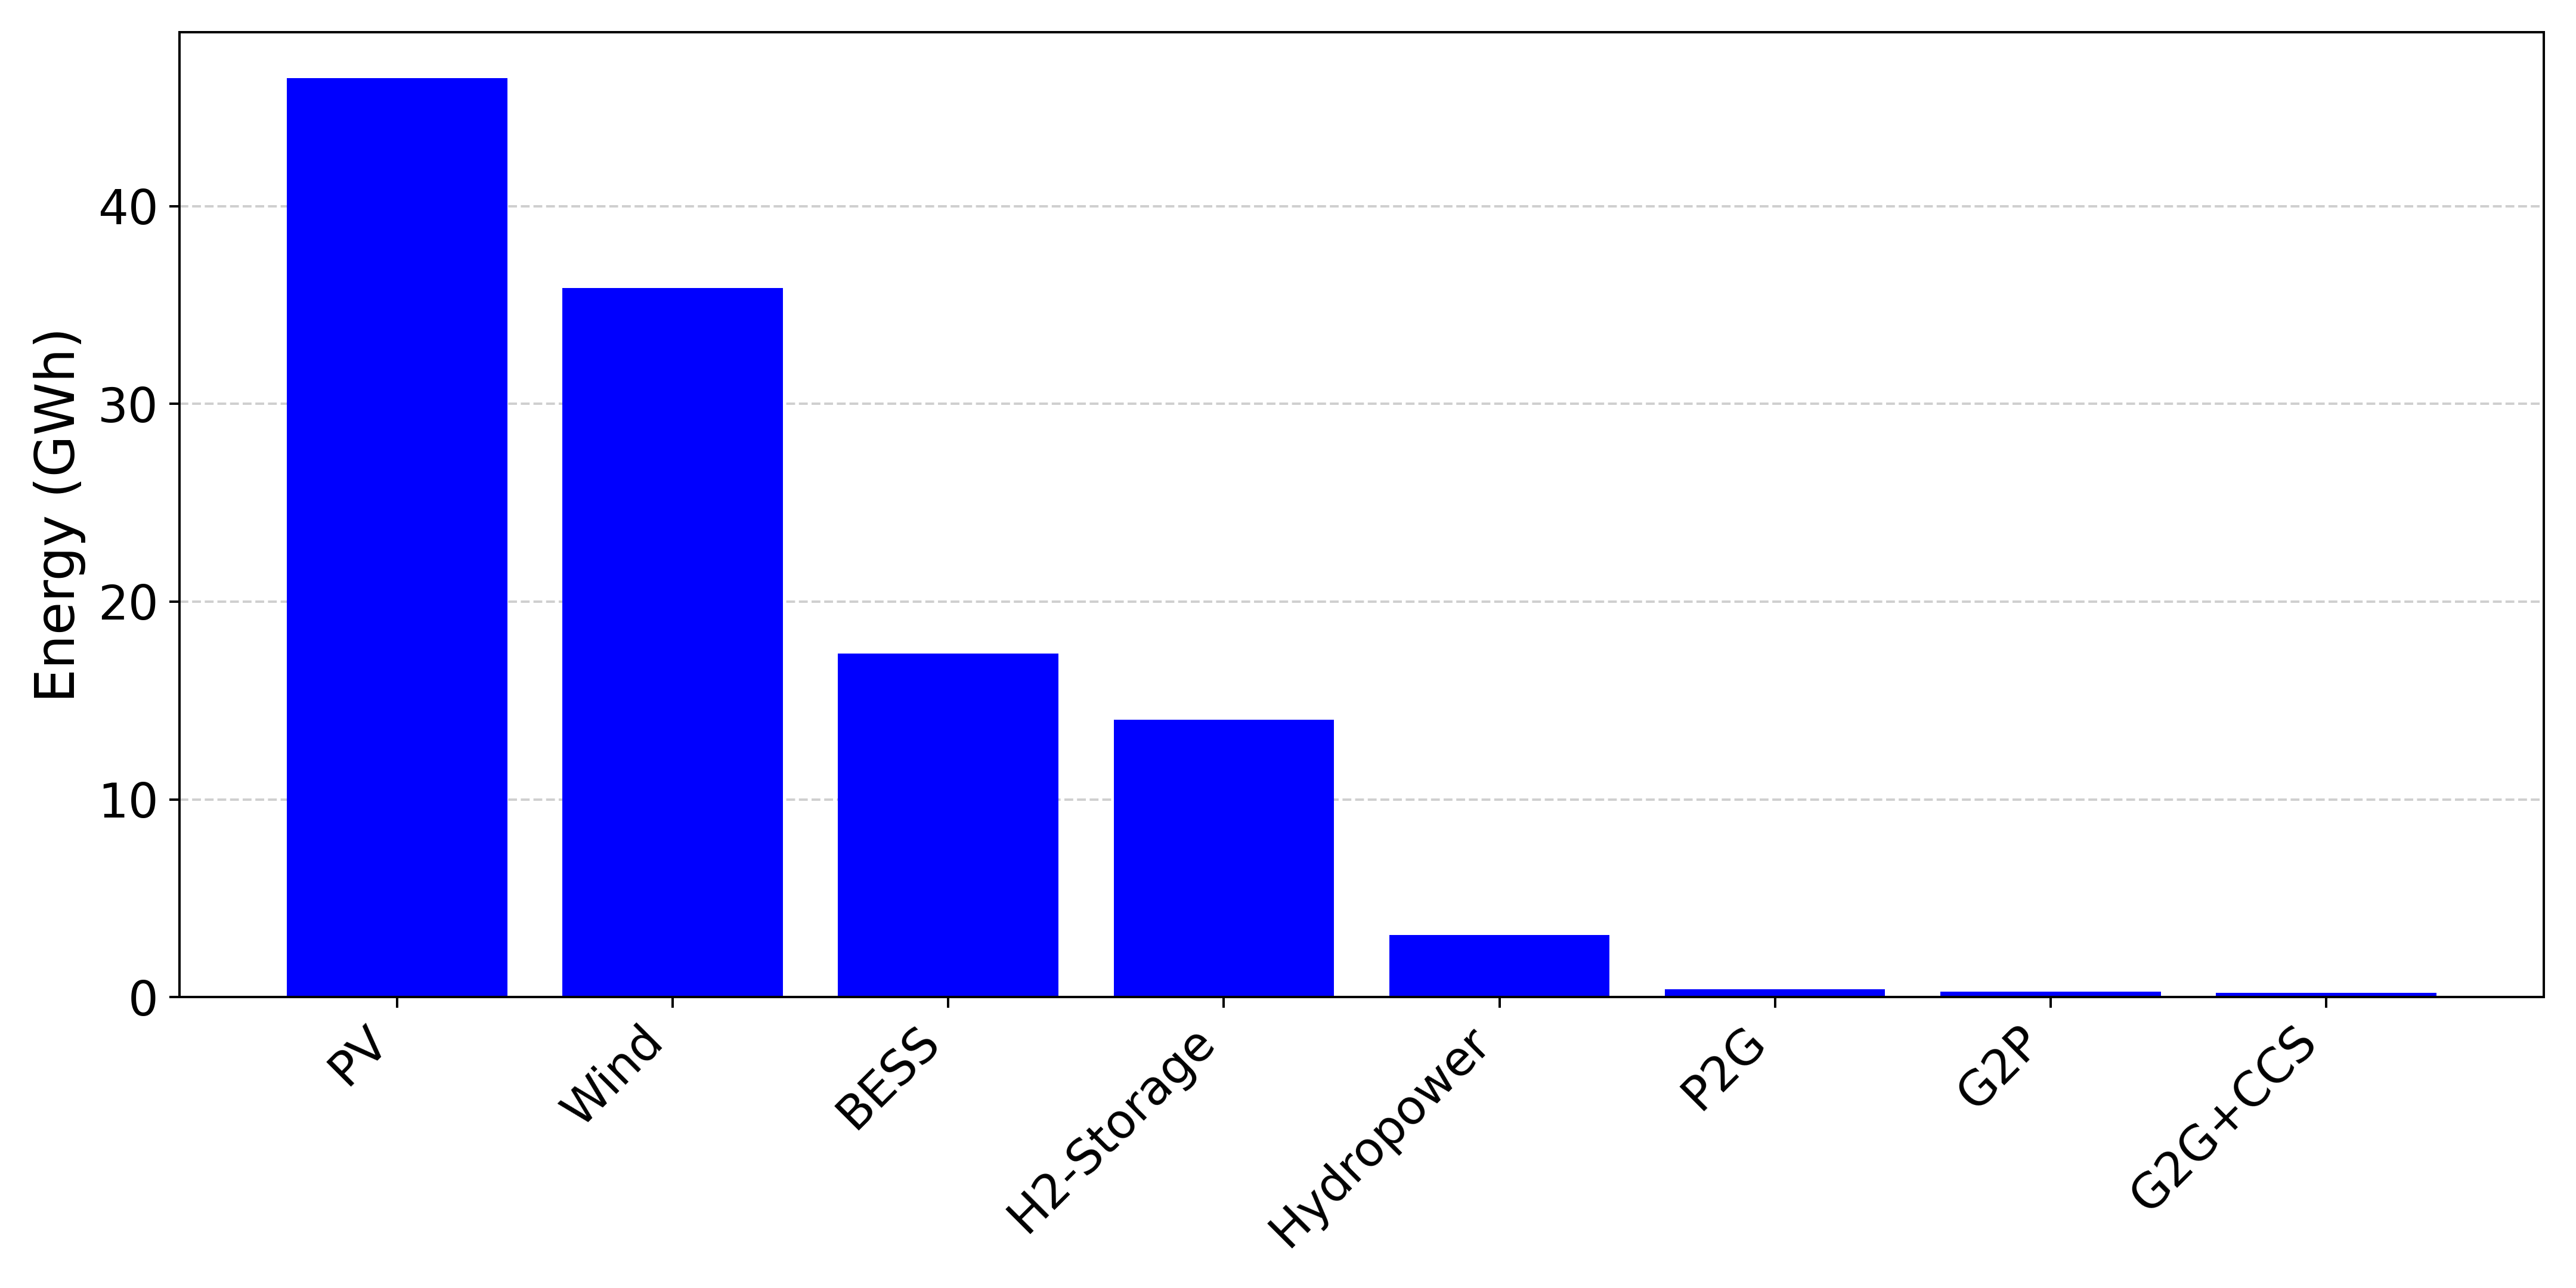 Energy (GWh)
40
30
20
10
0
PV
Wind
BESS
H2-Storage
Hydropower
P2G
G2P
G2G+CCS